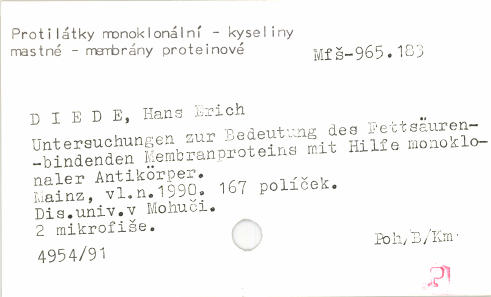 Protilátky monoklonální - kyseliny
mastné - membrány proteinové
Mfš-965.183
D I E D E, Hans Erich
Untersuchungen zur Bedeutung des Fettsäuren-
-bindenden Membranproteins mit Hilfe monoklo-
naler Antikörper.
Mainz, vl.n.1990. 167 políček.
Dis.univ.v Mohuči.
2 mikrofiše.
4954/91
Poh/B/Km